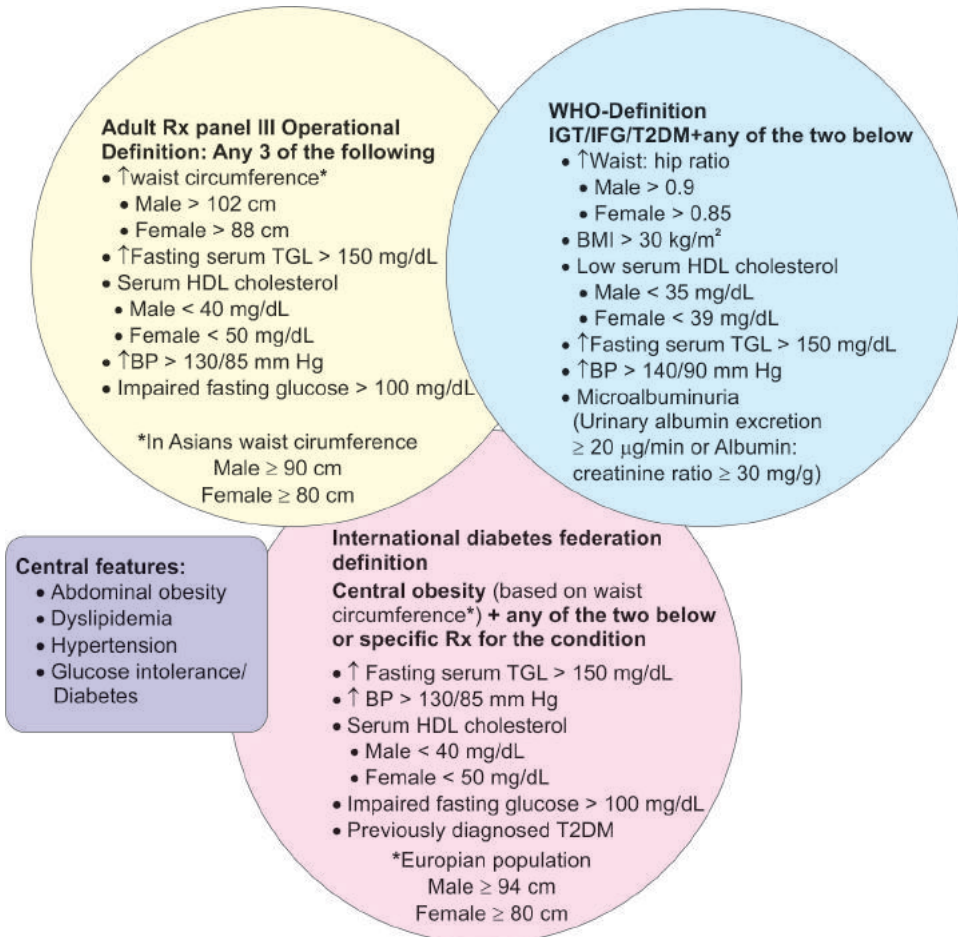 Adult Rx panel III Operational
Definition: Any 3 of the following
• ↑waist circumference*
• Male > 102 cm
• Female > 88 cm
• ↑Fasting serum TGL > 150 mg/dL
• Serum HDL cholesterol
• Male < 40 mg/dL
• Female < 50 mg/dL
• ↑BP > 130/85 mm Hg
• Impaired fasting glucose > 100 mg/dL
*In Asians waist cirumference
Male ≥ 90 cm
Female ≥ 80 cm
WHO-Definition
IGT/IFG/T2DM+any of the two below
• ↑Waist: hip ratio
• Male > 0.9
• Female > 0.85
• BMI > 30 kg/m²
• Low serum HDL cholesterol
• Male < 35 mg/dL
• Female < 39 mg/dL
• ↑Fasting serum TGL > 150 mg/dL
• ↑BP > 140/90 mm Hg
• Microalbuminuria
(Urinary albumin excretion
≥ 20 μg/min or Albumin:
creatinine ratio ≥ 30 mg/g)
Central features:
• Abdominal obesity
• Dyslipidemia
• Hypertension
• Glucose intolerance/
Diabetes
International diabetes federation
definition
Central obesity (based on waist
circumference*) + any of the two below
or specific Rx for the condition
• ↑ Fasting serum TGL > 150 mg/dL
• ↑ BP > 130/85 mm Hg
• Serum HDL cholesterol
• Male < 40 mg/dL
• Female < 50 mg/dL
• Impaired fasting glucose > 100 mg/dL
• Previously diagnosed T2DM
*Europian population
Male ≥ 94 cm
Female ≥ 80 cm